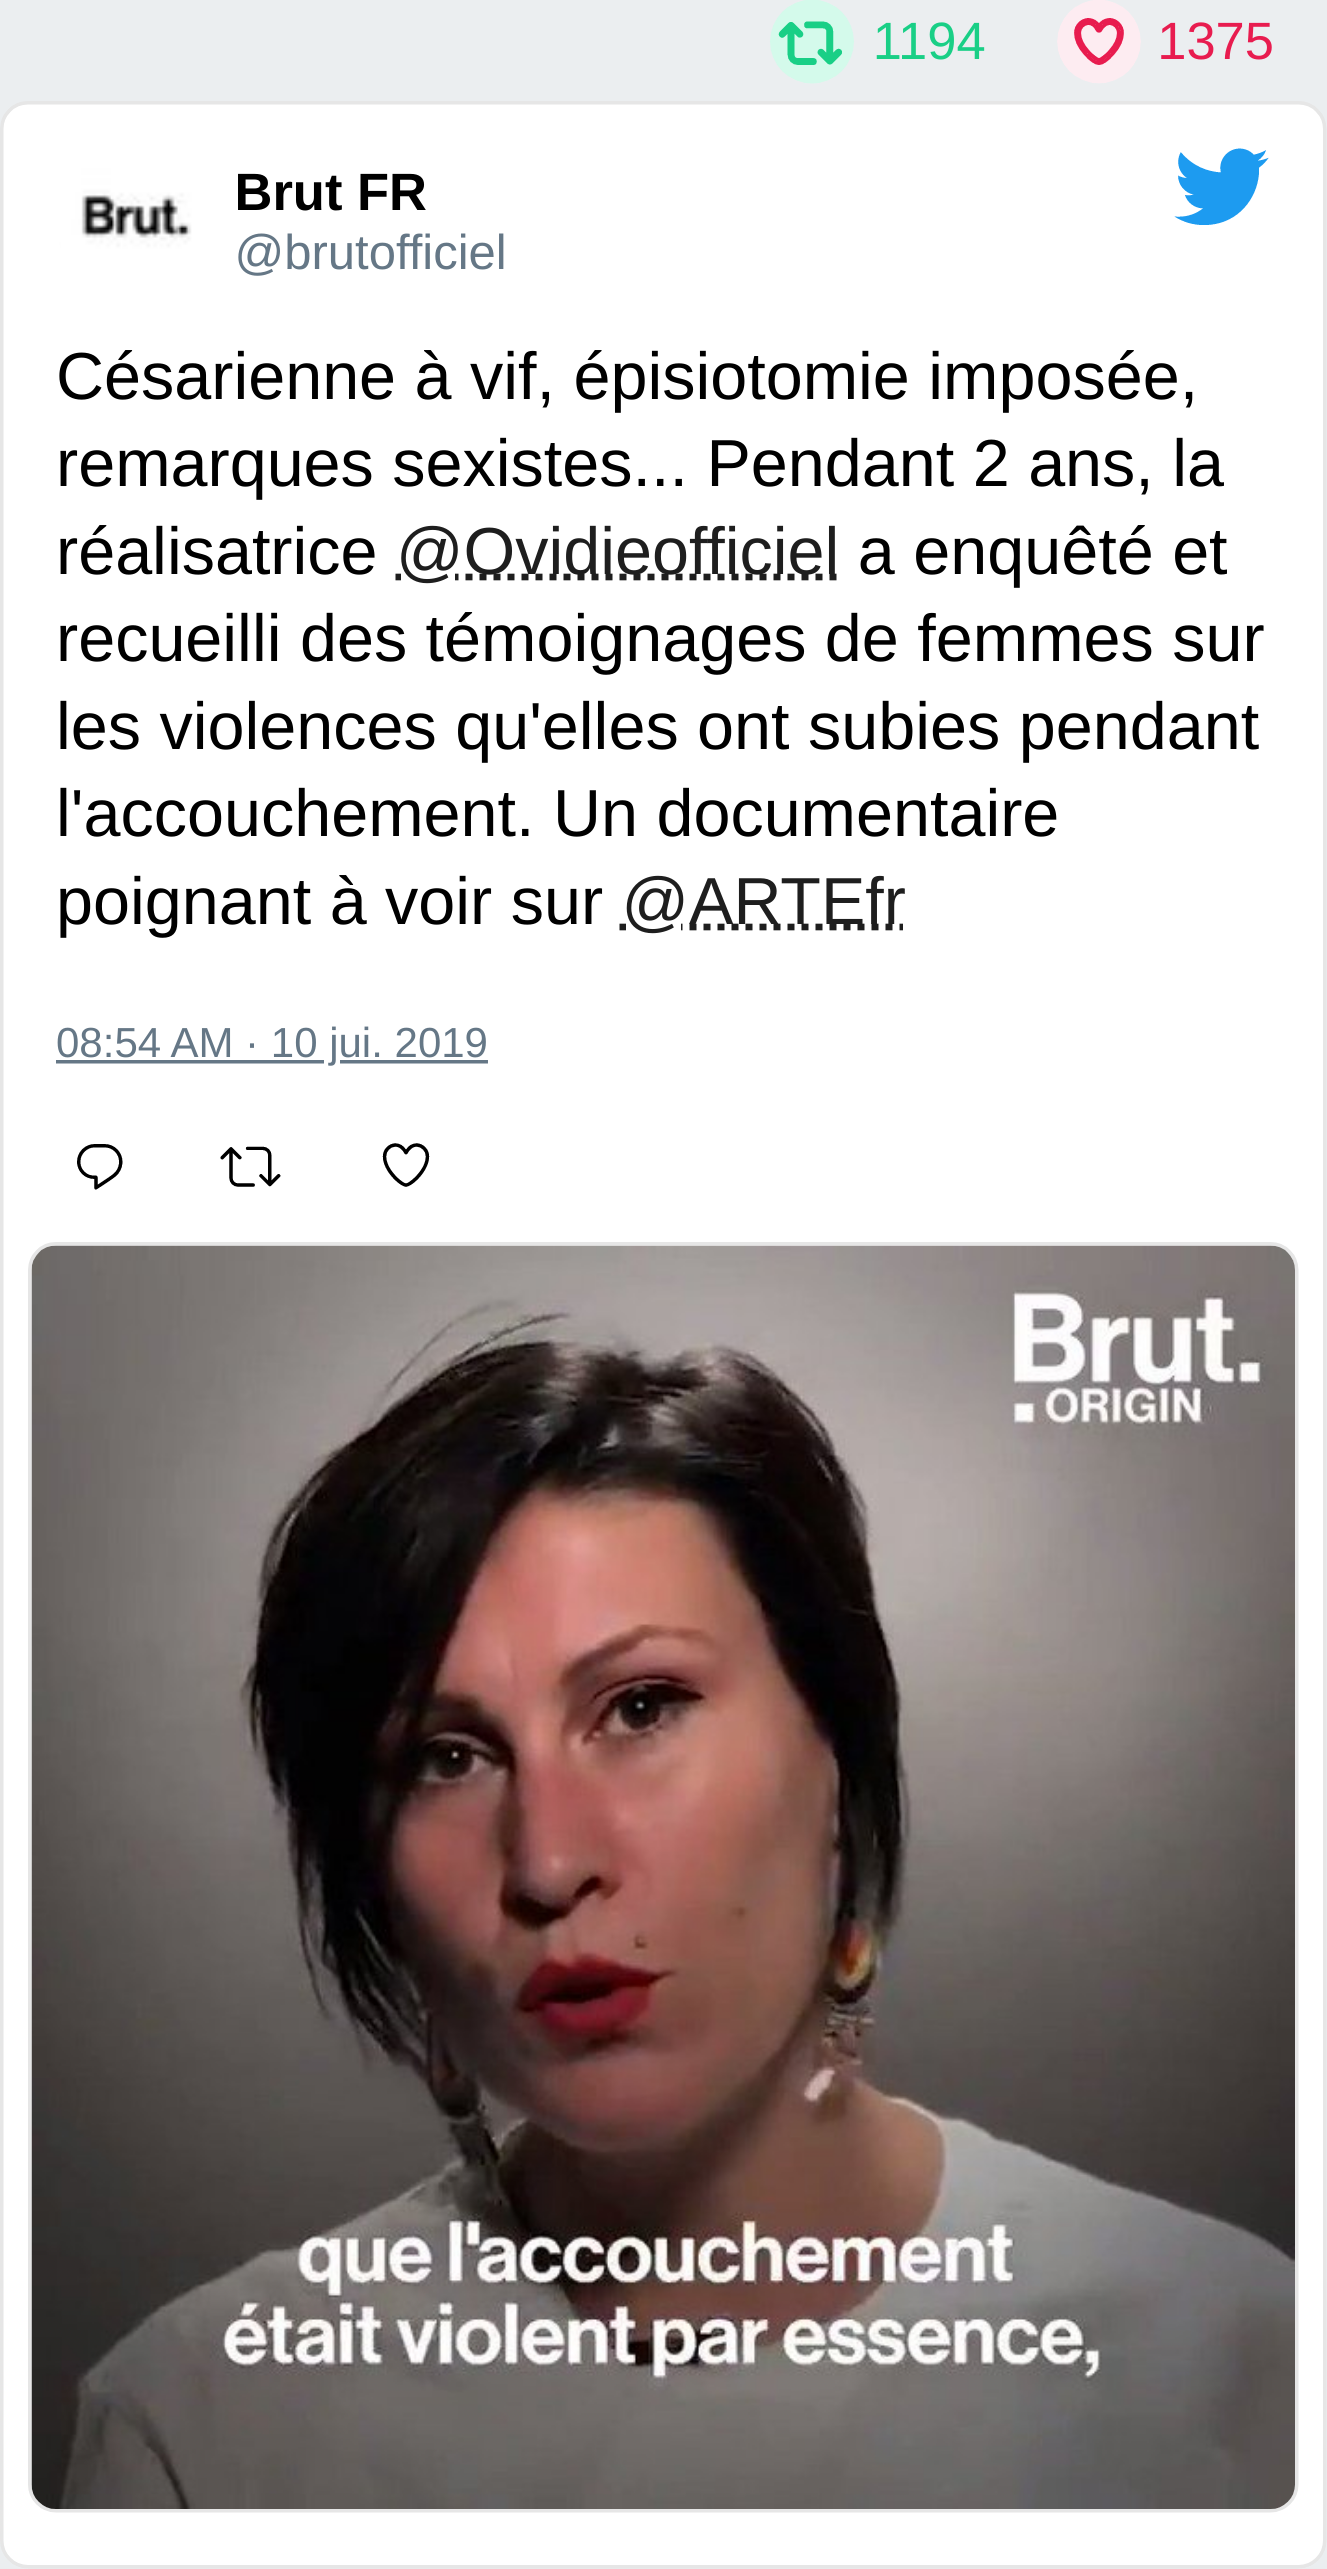 1194 1375
Brut.
Brut FR
@brutofficiel
Césarienne à vif, épisiotomie imposée,
remarques sexistes... Pendant 2 ans, la
réalisatrice @Ovidieofficiel a enquêté et
recueilli des témoignages de femmes sur
les violences qu'elles ont subies pendant
l'accouchement. Un documentaire
poignant à voir sur @ARTEfr
08:54 AM · 10 jui. 2019
Brut.
ORIGIN
que l'accouchement
était violent par essence,